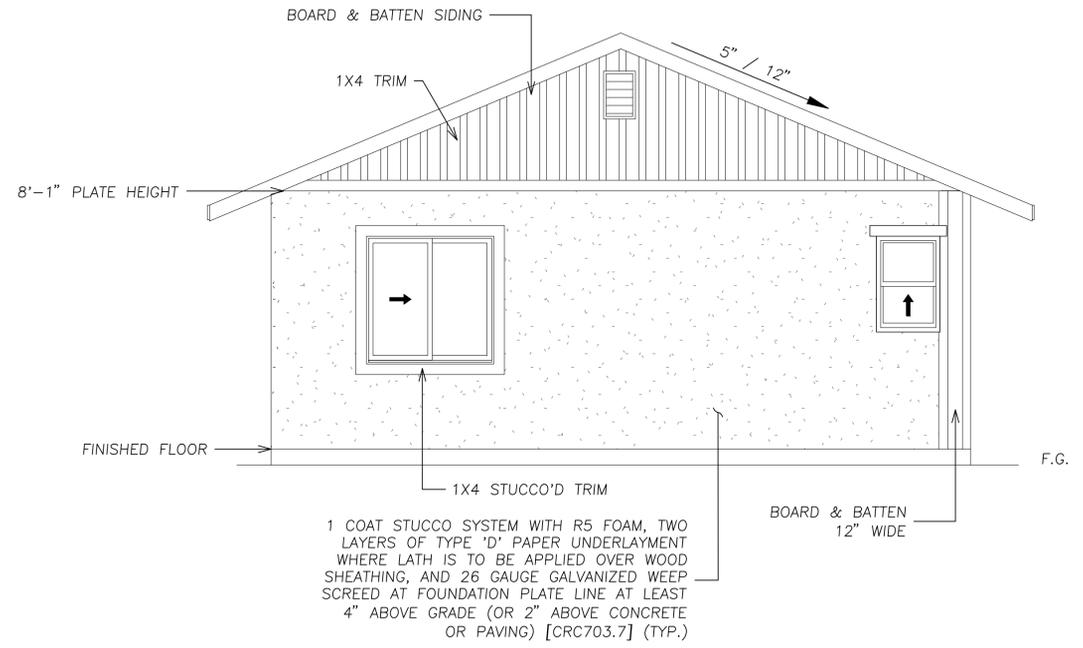 BOARD & BATTEN SIDING
5" / 12"
1X4 TRIM
8'-1" PLATE HEIGHT
FINISHED FLOOR
F.G.
1X4 STUCCO'D TRIM
BOARD & BATTEN
12" WIDE
1 COAT STUCCO SYSTEM WITH R5 FOAM, TWO
LAYERS OF TYPE 'D' PAPER UNDERLAYMENT
WHERE LATH IS TO BE APPLIED OVER WOOD
SHEATHING, AND 26 GAUGE GALVANIZED WEEP
SCREED AT FOUNDATION PLATE LINE AT LEAST
4" ABOVE GRADE (OR 2" ABOVE CONCRETE
OR PAVING) [CRC703.7] (TYP.)